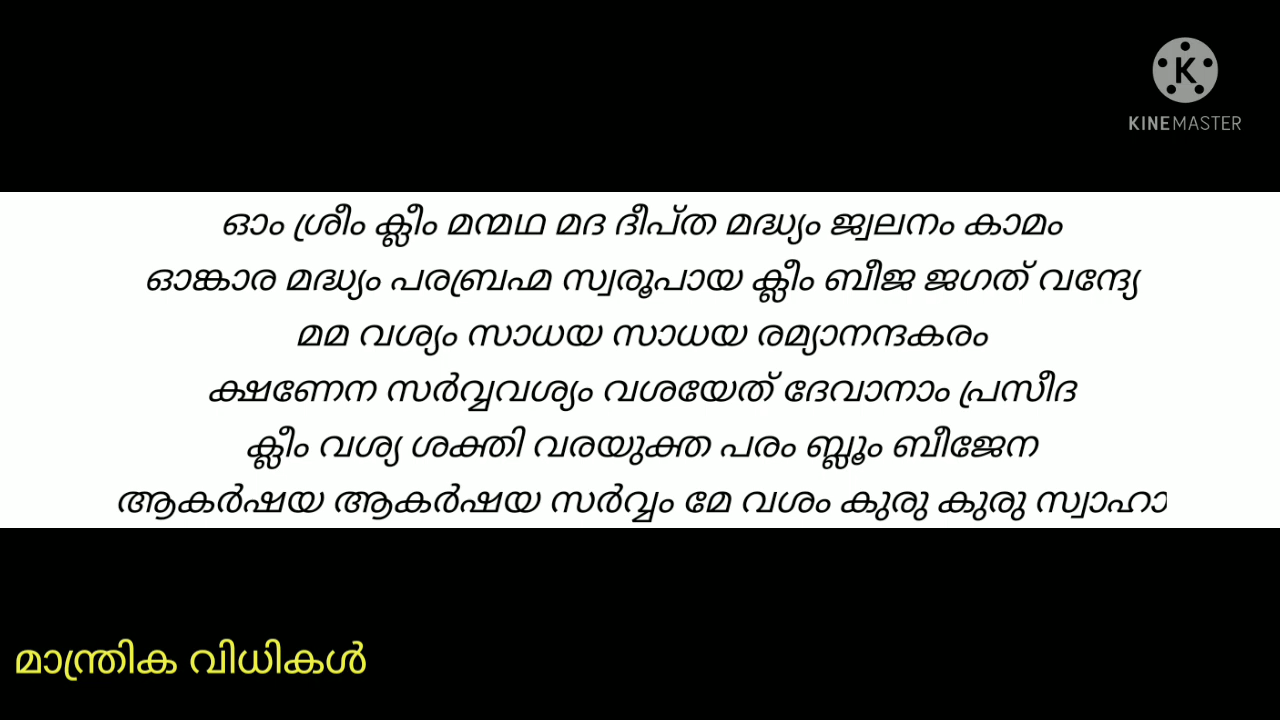 KINEMASTER
ഓം ശ്രീം ക്ലീം മന്മഥ മദ ദീപ്ത മദ്ധ്യം ജ്വലനം കാമം
ഓങ്കാര മദ്ധ്യം പരബ്രഹ്മ സ്വരൂപായ ക്ലീം ബീജ ജഗത് വന്ദ്യേ
മമ വശ്യം സാധയ സാധയ രമ്യാനന്ദകരം
ക്ഷണേന സർവ്വവശ്യം വശയേത് ദേവാനാം പ്രസീദ
ക്ലീം വശ്യ ശക്തി വരയുക്ത പരം ബ്ലൂം ബീജേന
ആകർഷയ ആകർഷയ സർവ്വം മേ വശം കുരു കുരു സ്വാഹാ
മാന്ത്രിക വിധികൾ